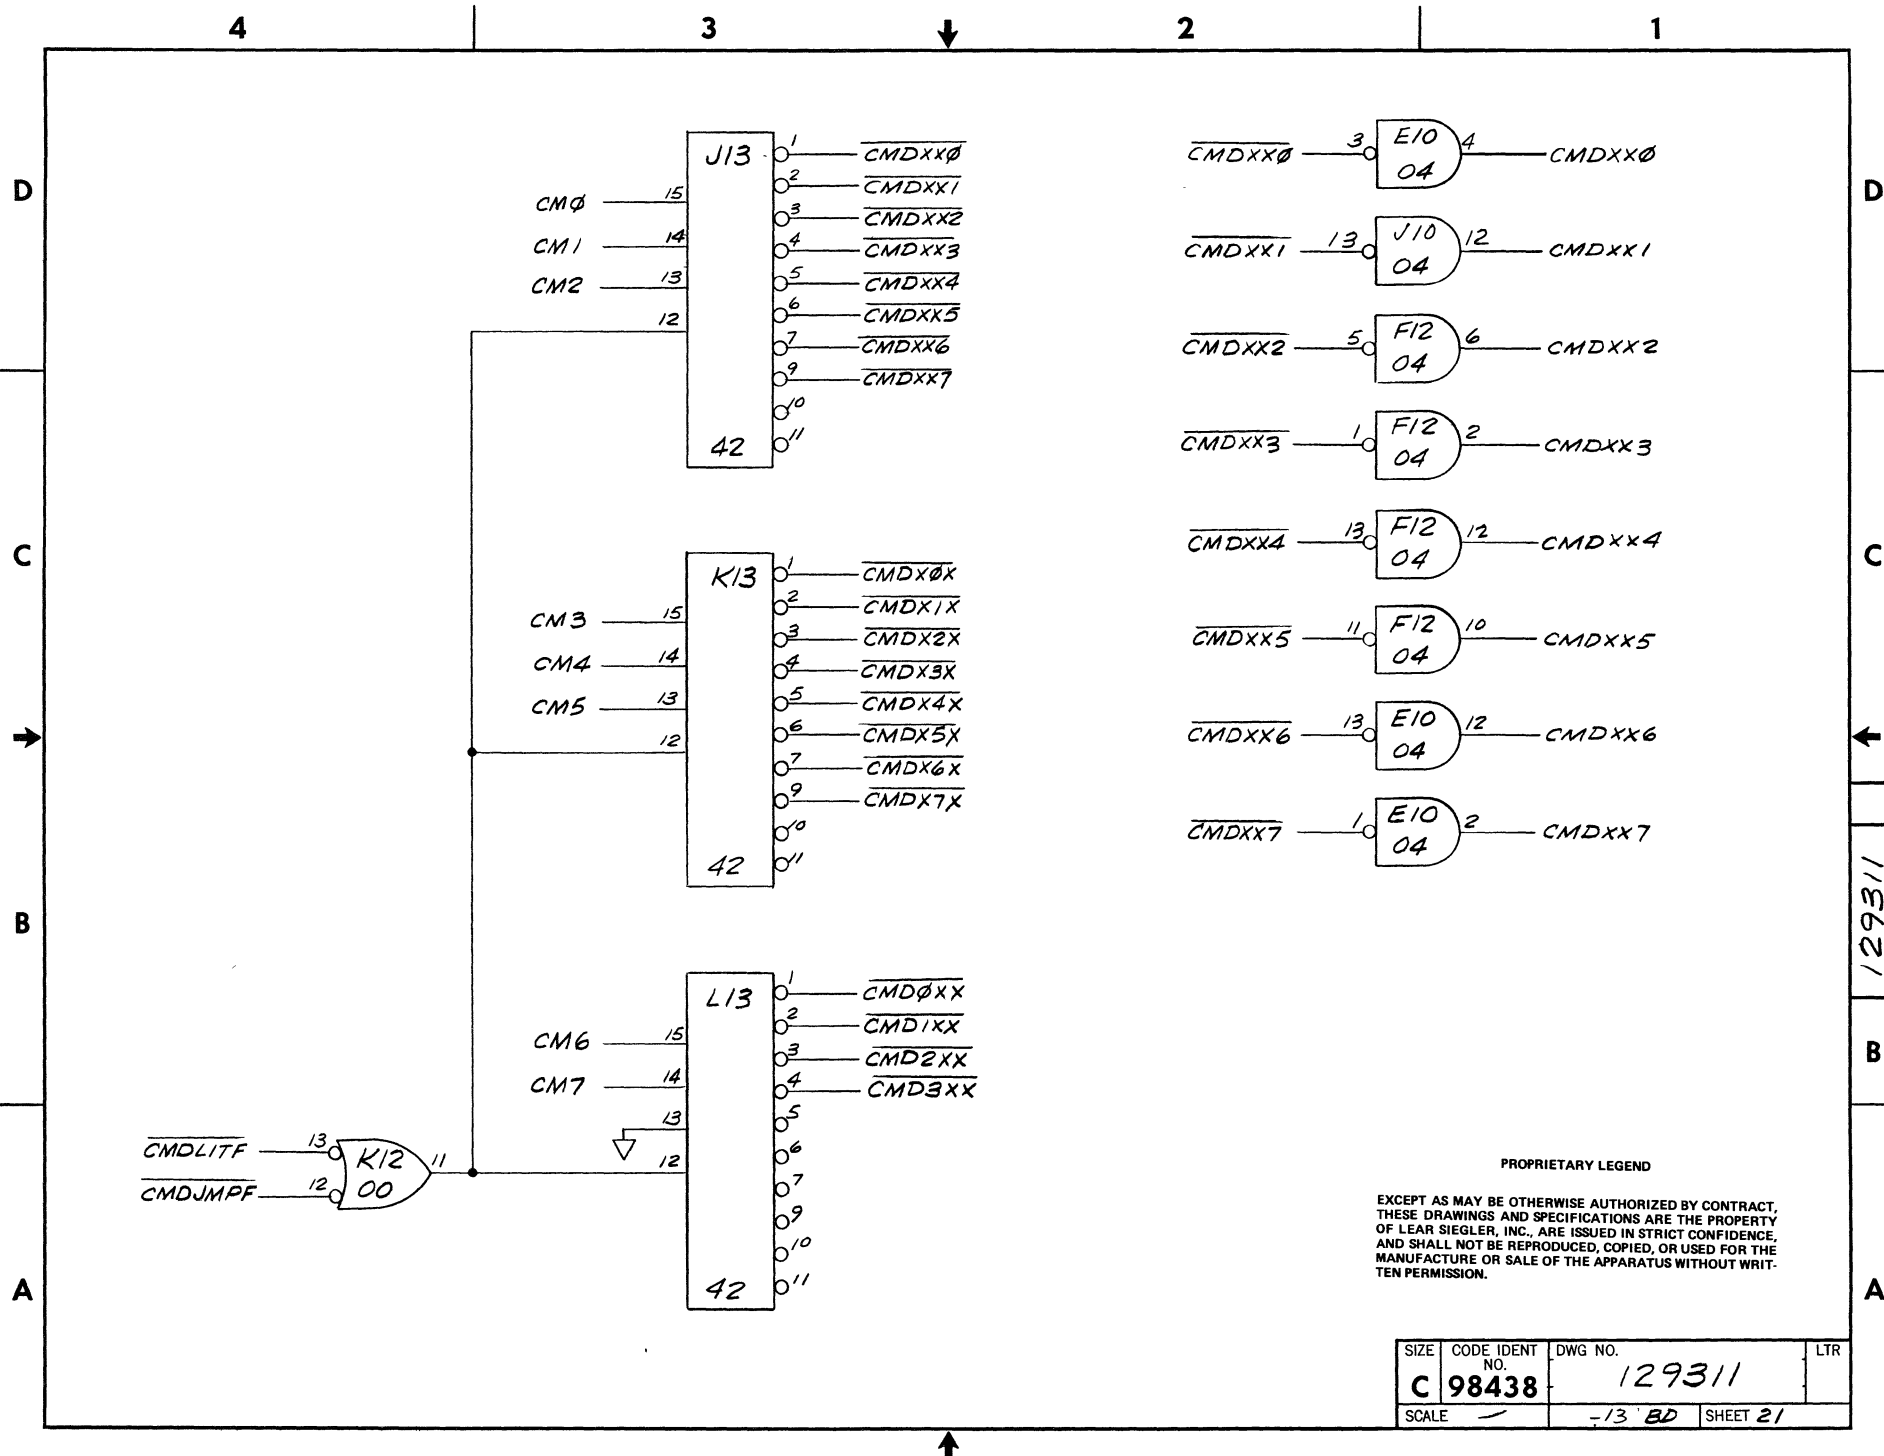 4 3 2 1
D
C
B
A
J13
42
CM0 15
CM1 14
CM2 13
12
1 CMDXX0
2 CMDXX1
3 CMDXX2
4 CMDXX3
5 CMDXX4
6 CMDXX5
7 CMDXX6
9 CMDXX7
10
11
K13
42
CM3 15
CM4 14
CM5 13
12
1 CMDX0X
2 CMDX1X
3 CMDX2X
4 CMDX3X
5 CMDX4X
6 CMDX5X
7 CMDX6X
9 CMDX7X
10
11
L13
42
CM6 15
CM7 14
13
12
1 CMD0XX
2 CMD1XX
3 CMD2XX
4 CMD3XX
5
6
7
9
10
11
CMDLITF 13
CMDJMPF 12
K12
00
11
CMDXX0 3 E10 4 CMDXX0
04
CMDXX1 13 J10 12 CMDXX1
04
CMDXX2 5 F12 6 CMDXX2
04
CMDXX3 1 F12 2 CMDXX3
04
CMDXX4 13 F12 12 CMDXX4
04
CMDXX5 11 F12 10 CMDXX5
04
CMDXX6 13 E10 12 CMDXX6
04
CMDXX7 1 E10 2 CMDXX7
04
D
C
129311
B
A
PROPRIETARY LEGEND
EXCEPT AS MAY BE OTHERWISE AUTHORIZED BY CONTRACT,
THESE DRAWINGS AND SPECIFICATIONS ARE THE PROPERTY
OF LEAR SIEGLER, INC., ARE ISSUED IN STRICT CONFIDENCE,
AND SHALL NOT BE REPRODUCED, COPIED, OR USED FOR THE
MANUFACTURE OR SALE OF THE APPARATUS WITHOUT WRIT-
TEN PERMISSION.
SIZE CODE IDENT NO. DWG NO. LTR
C 98438 129311
SCALE — -13 BD SHEET 21